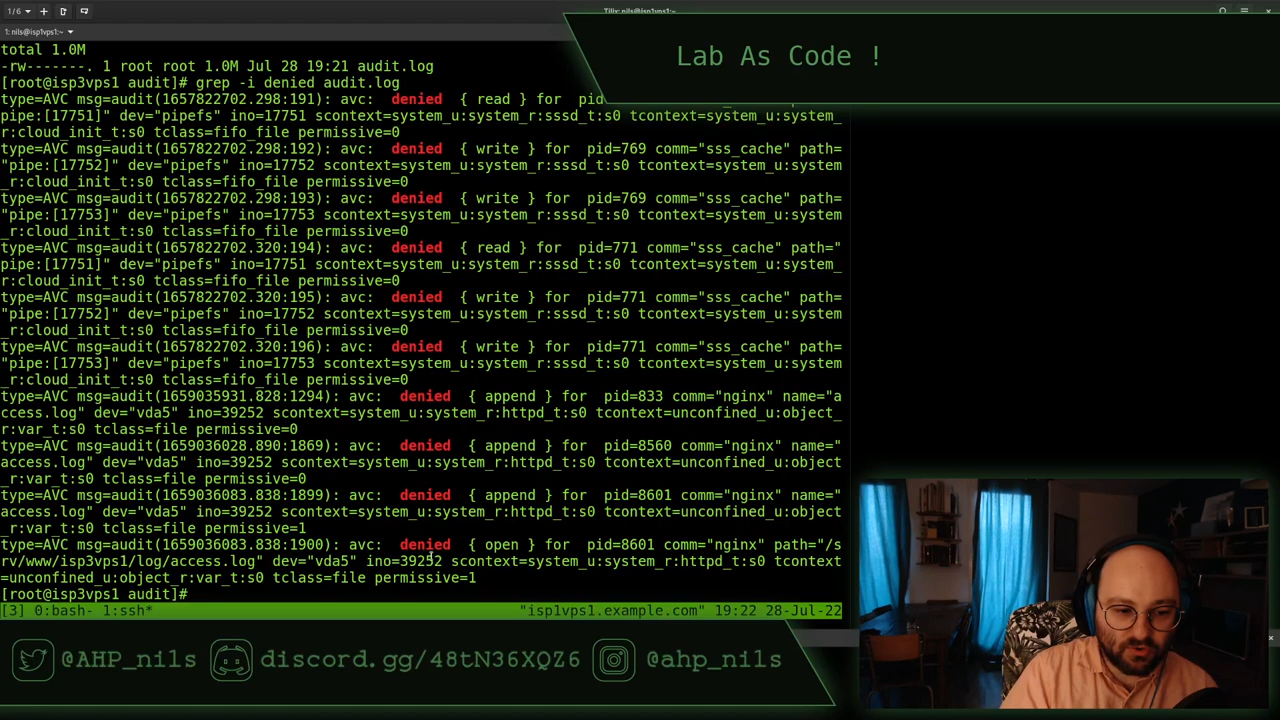 1/6
Tilix: nils@isp1vps1:~
1: nils@isp1vps1:~
Lab As Code !
total 1.0M
-rw-------. 1 root root 1.0M Jul 28 19:21 audit.log
[root@isp3vps1 audit]# grep -i denied audit.log
type=AVC msg=audit(1657822702.298:191): avc:  denied  { read } for  pid
pipe:[17751]" dev="pipefs" ino=17751 scontext=system_u:system_r:sssd_t:s0 tcontext=system_u:system_
r:cloud_init_t:s0 tclass=fifo_file permissive=0
type=AVC msg=audit(1657822702.298:192): avc:  denied  { write } for  pid=769 comm="sss_cache" path=
"pipe:[17752]" dev="pipefs" ino=17752 scontext=system_u:system_r:sssd_t:s0 tcontext=system_u:system
_r:cloud_init_t:s0 tclass=fifo_file permissive=0
type=AVC msg=audit(1657822702.298:193): avc:  denied  { write } for  pid=769 comm="sss_cache" path=
"pipe:[17753]" dev="pipefs" ino=17753 scontext=system_u:system_r:sssd_t:s0 tcontext=system_u:system
_r:cloud_init_t:s0 tclass=fifo_file permissive=0
type=AVC msg=audit(1657822702.320:194): avc:  denied  { read } for  pid=771 comm="sss_cache" path="
pipe:[17751]" dev="pipefs" ino=17751 scontext=system_u:system_r:sssd_t:s0 tcontext=system_u:system_
r:cloud_init_t:s0 tclass=fifo_file permissive=0
type=AVC msg=audit(1657822702.320:195): avc:  denied  { write } for  pid=771 comm="sss_cache" path=
"pipe:[17752]" dev="pipefs" ino=17752 scontext=system_u:system_r:sssd_t:s0 tcontext=system_u:system
_r:cloud_init_t:s0 tclass=fifo_file permissive=0
type=AVC msg=audit(1657822702.320:196): avc:  denied  { write } for  pid=771 comm="sss_cache" path=
"pipe:[17753]" dev="pipefs" ino=17753 scontext=system_u:system_r:sssd_t:s0 tcontext=system_u:system
_r:cloud_init_t:s0 tclass=fifo_file permissive=0
type=AVC msg=audit(1659035931.828:1294): avc:  denied  { append } for  pid=833 comm="nginx" name="a
ccess.log" dev="vda5" ino=39252 scontext=system_u:system_r:httpd_t:s0 tcontext=unconfined_u:object_
r:var_t:s0 tclass=file permissive=0
type=AVC msg=audit(1659036028.890:1869): avc:  denied  { append } for  pid=8560 comm="nginx" name="
access.log" dev="vda5" ino=39252 scontext=system_u:system_r:httpd_t:s0 tcontext=unconfined_u:object
_r:var_t:s0 tclass=file permissive=0
type=AVC msg=audit(1659036083.838:1899): avc:  denied  { append } for  pid=8601 comm="nginx" name="
access.log" dev="vda5" ino=39252 scontext=system_u:system_r:httpd_t:s0 tcontext=unconfined_u:object
_r:var_t:s0 tclass=file permissive=1
type=AVC msg=audit(1659036083.838:1900): avc:  denied  { open } for  pid=8601 comm="nginx" path="/s
rv/www/isp3vps1/log/access.log" dev="vda5" ino=39252 scontext=system_u:system_r:httpd_t:s0 tcontext
=unconfined_u:object_r:var_t:s0 tclass=file permissive=1
[root@isp3vps1 audit]#
[3] 0:bash- 1:ssh* "isp1vps1.example.com" 19:22 28-Jul-22
@AHP_nils discord.gg/48tN36XQZ6 @ahp_nils